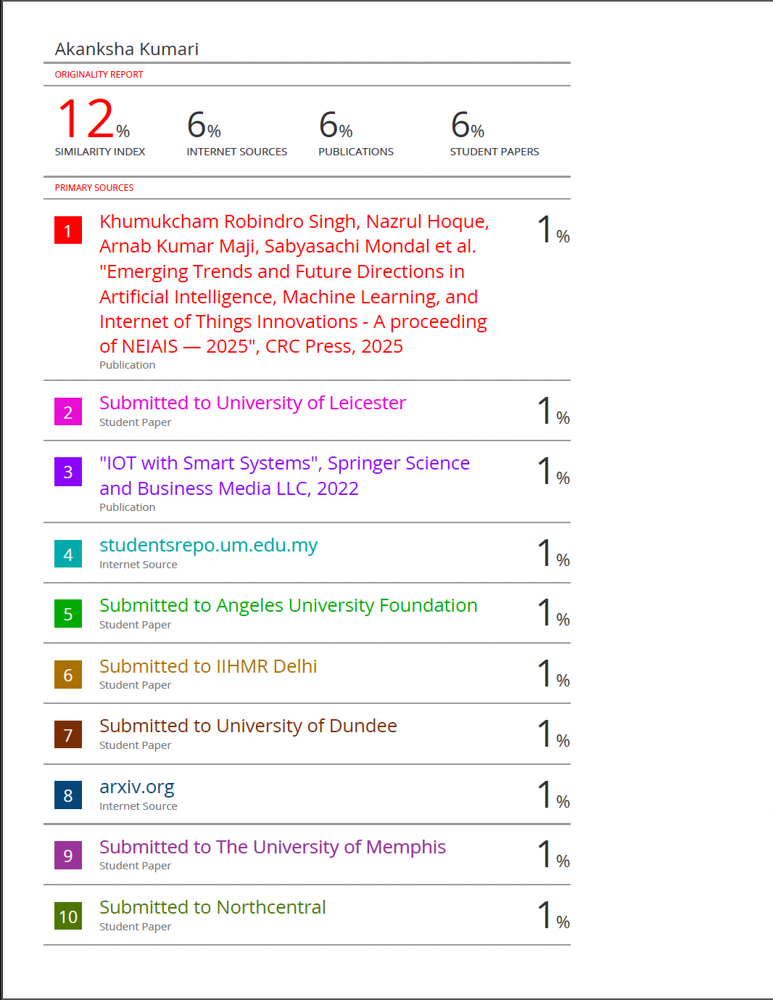 Akanksha Kumari
ORIGINALITY REPORT
12%
6%
6%
6%
SIMILARITY INDEX
INTERNET SOURCES
PUBLICATIONS
STUDENT PAPERS
PRIMARY SOURCES
1
Khumukcham Robindro Singh, Nazrul Hoque,
Arnab Kumar Maji, Sabyasachi Mondal et al.
"Emerging Trends and Future Directions in
Artificial Intelligence, Machine Learning, and
Internet of Things Innovations - A proceeding
of NEIAIS — 2025", CRC Press, 2025
Publication
1%
2
Submitted to University of Leicester
Student Paper
1%
3
"IOT with Smart Systems", Springer Science
and Business Media LLC, 2022
Publication
1%
4
studentsrepo.um.edu.my
Internet Source
1%
5
Submitted to Angeles University Foundation
Student Paper
1%
6
Submitted to IIHMR Delhi
Student Paper
1%
7
Submitted to University of Dundee
Student Paper
1%
8
arxiv.org
Internet Source
1%
9
Submitted to The University of Memphis
Student Paper
1%
10
Submitted to Northcentral
Student Paper
1%